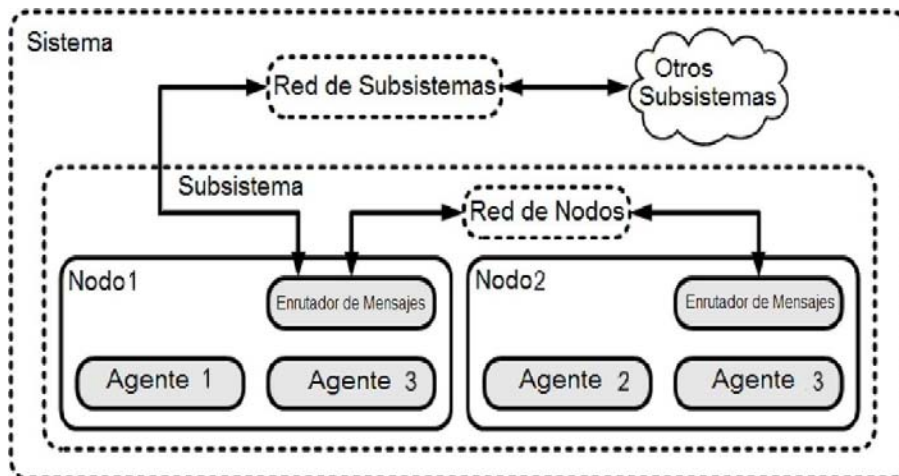 Sistema
Red de Subsistemas
Otros
Subsistemas
Subsistema
Red de Nodos
Nodo1
Enrutador de Mensajes
Agente 1
Agente 3
Nodo2
Enrutador de Mensajes
Agente 2
Agente 3